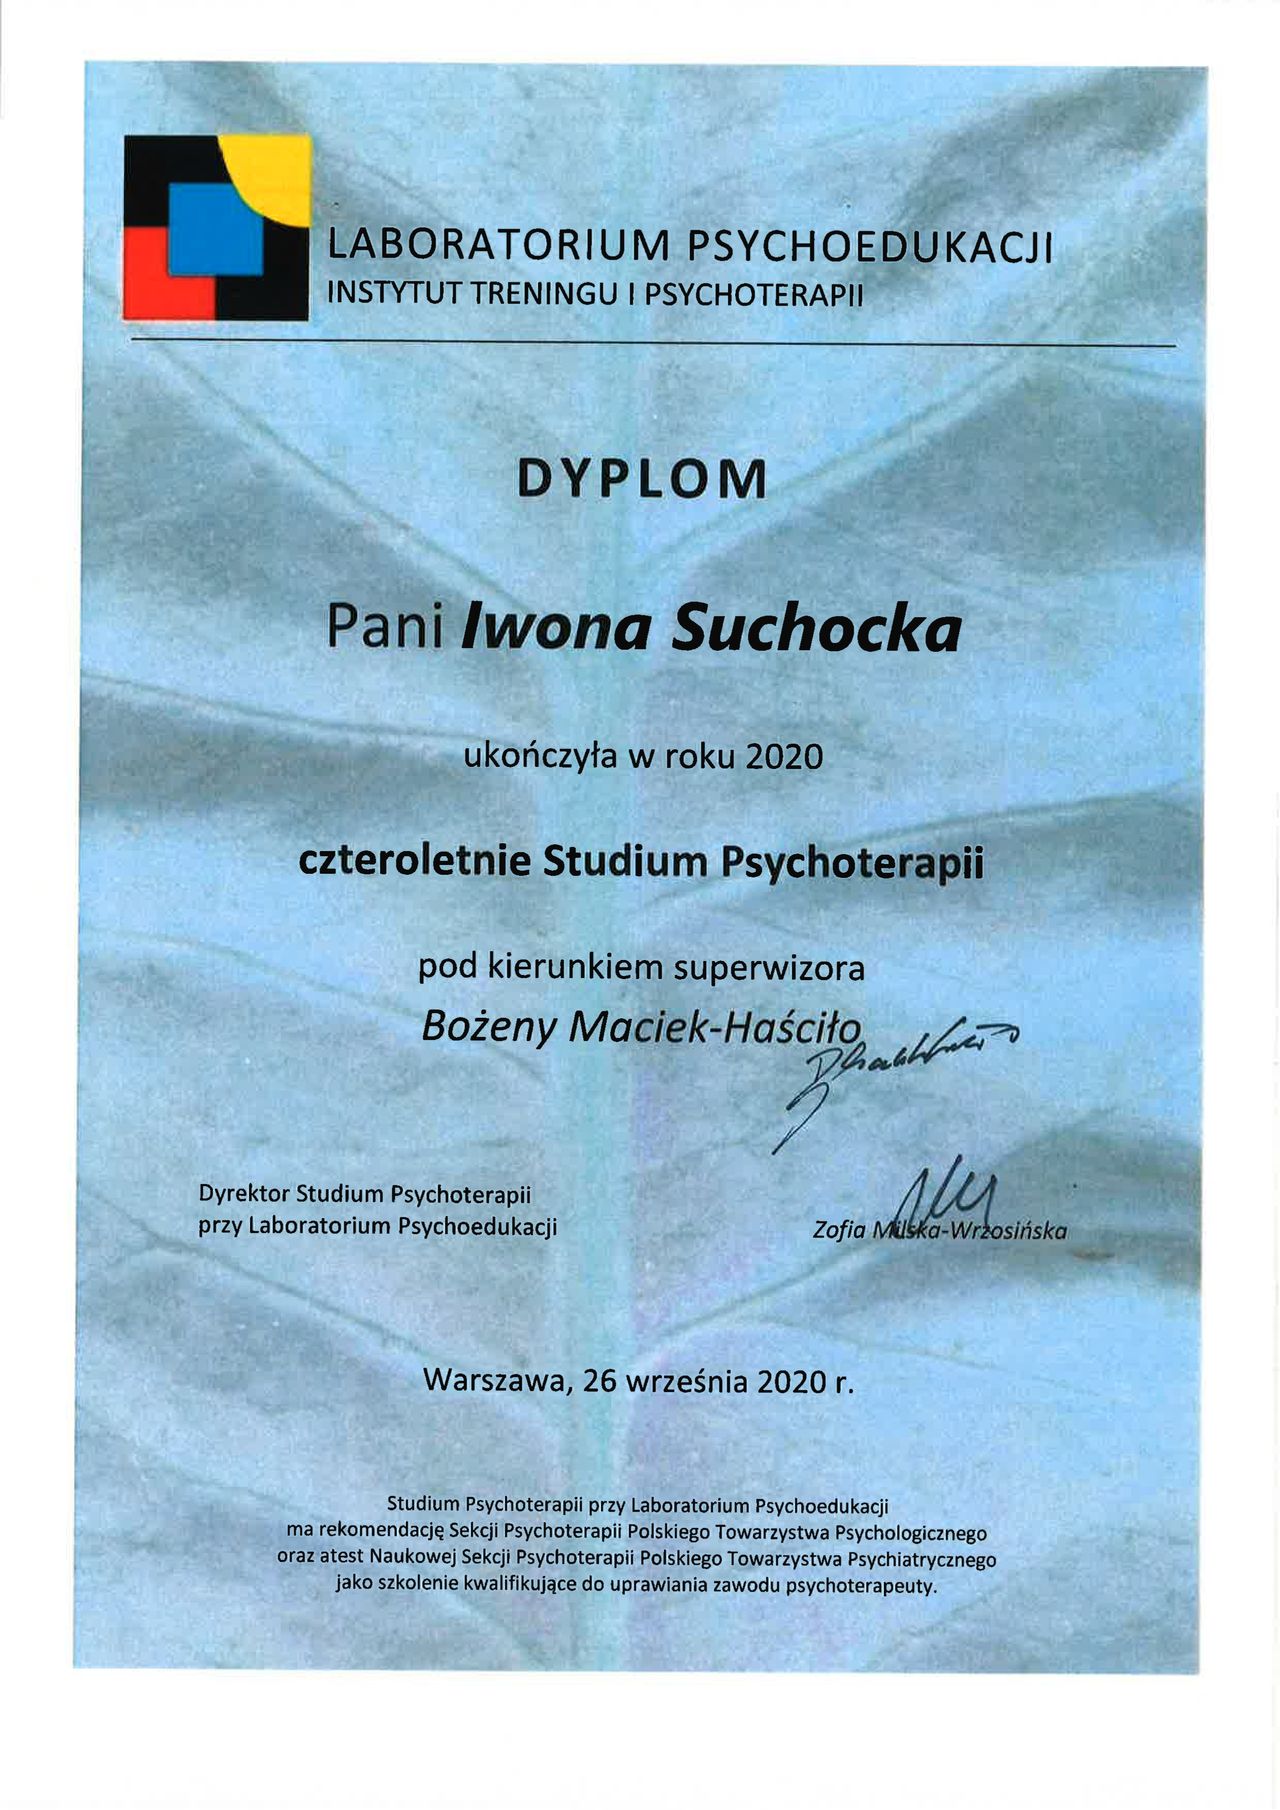 LABORATORIUM PSYCHOEDUKACJI
INSTYTUT TRENINGU I PSYCHOTERAPII
DYPLOM
Pani Iwona Suchocka
ukończyła w roku 2020
czteroletnie Studium Psychoterapii
pod kierunkiem superwizora
Bożeny Maciek-Haściło
Dyrektor Studium Psychoterapii
przy Laboratorium Psychoedukacji
Zofia Milska-Wrzosińska
Warszawa, 26 września 2020 r.
Studium Psychoterapii przy Laboratorium Psychoedukacji
ma rekomendację Sekcji Psychoterapii Polskiego Towarzystwa Psychologicznego
oraz atest Naukowej Sekcji Psychoterapii Polskiego Towarzystwa Psychiatrycznego
jako szkolenie kwalifikujące do uprawiania zawodu psychoterapeuty.